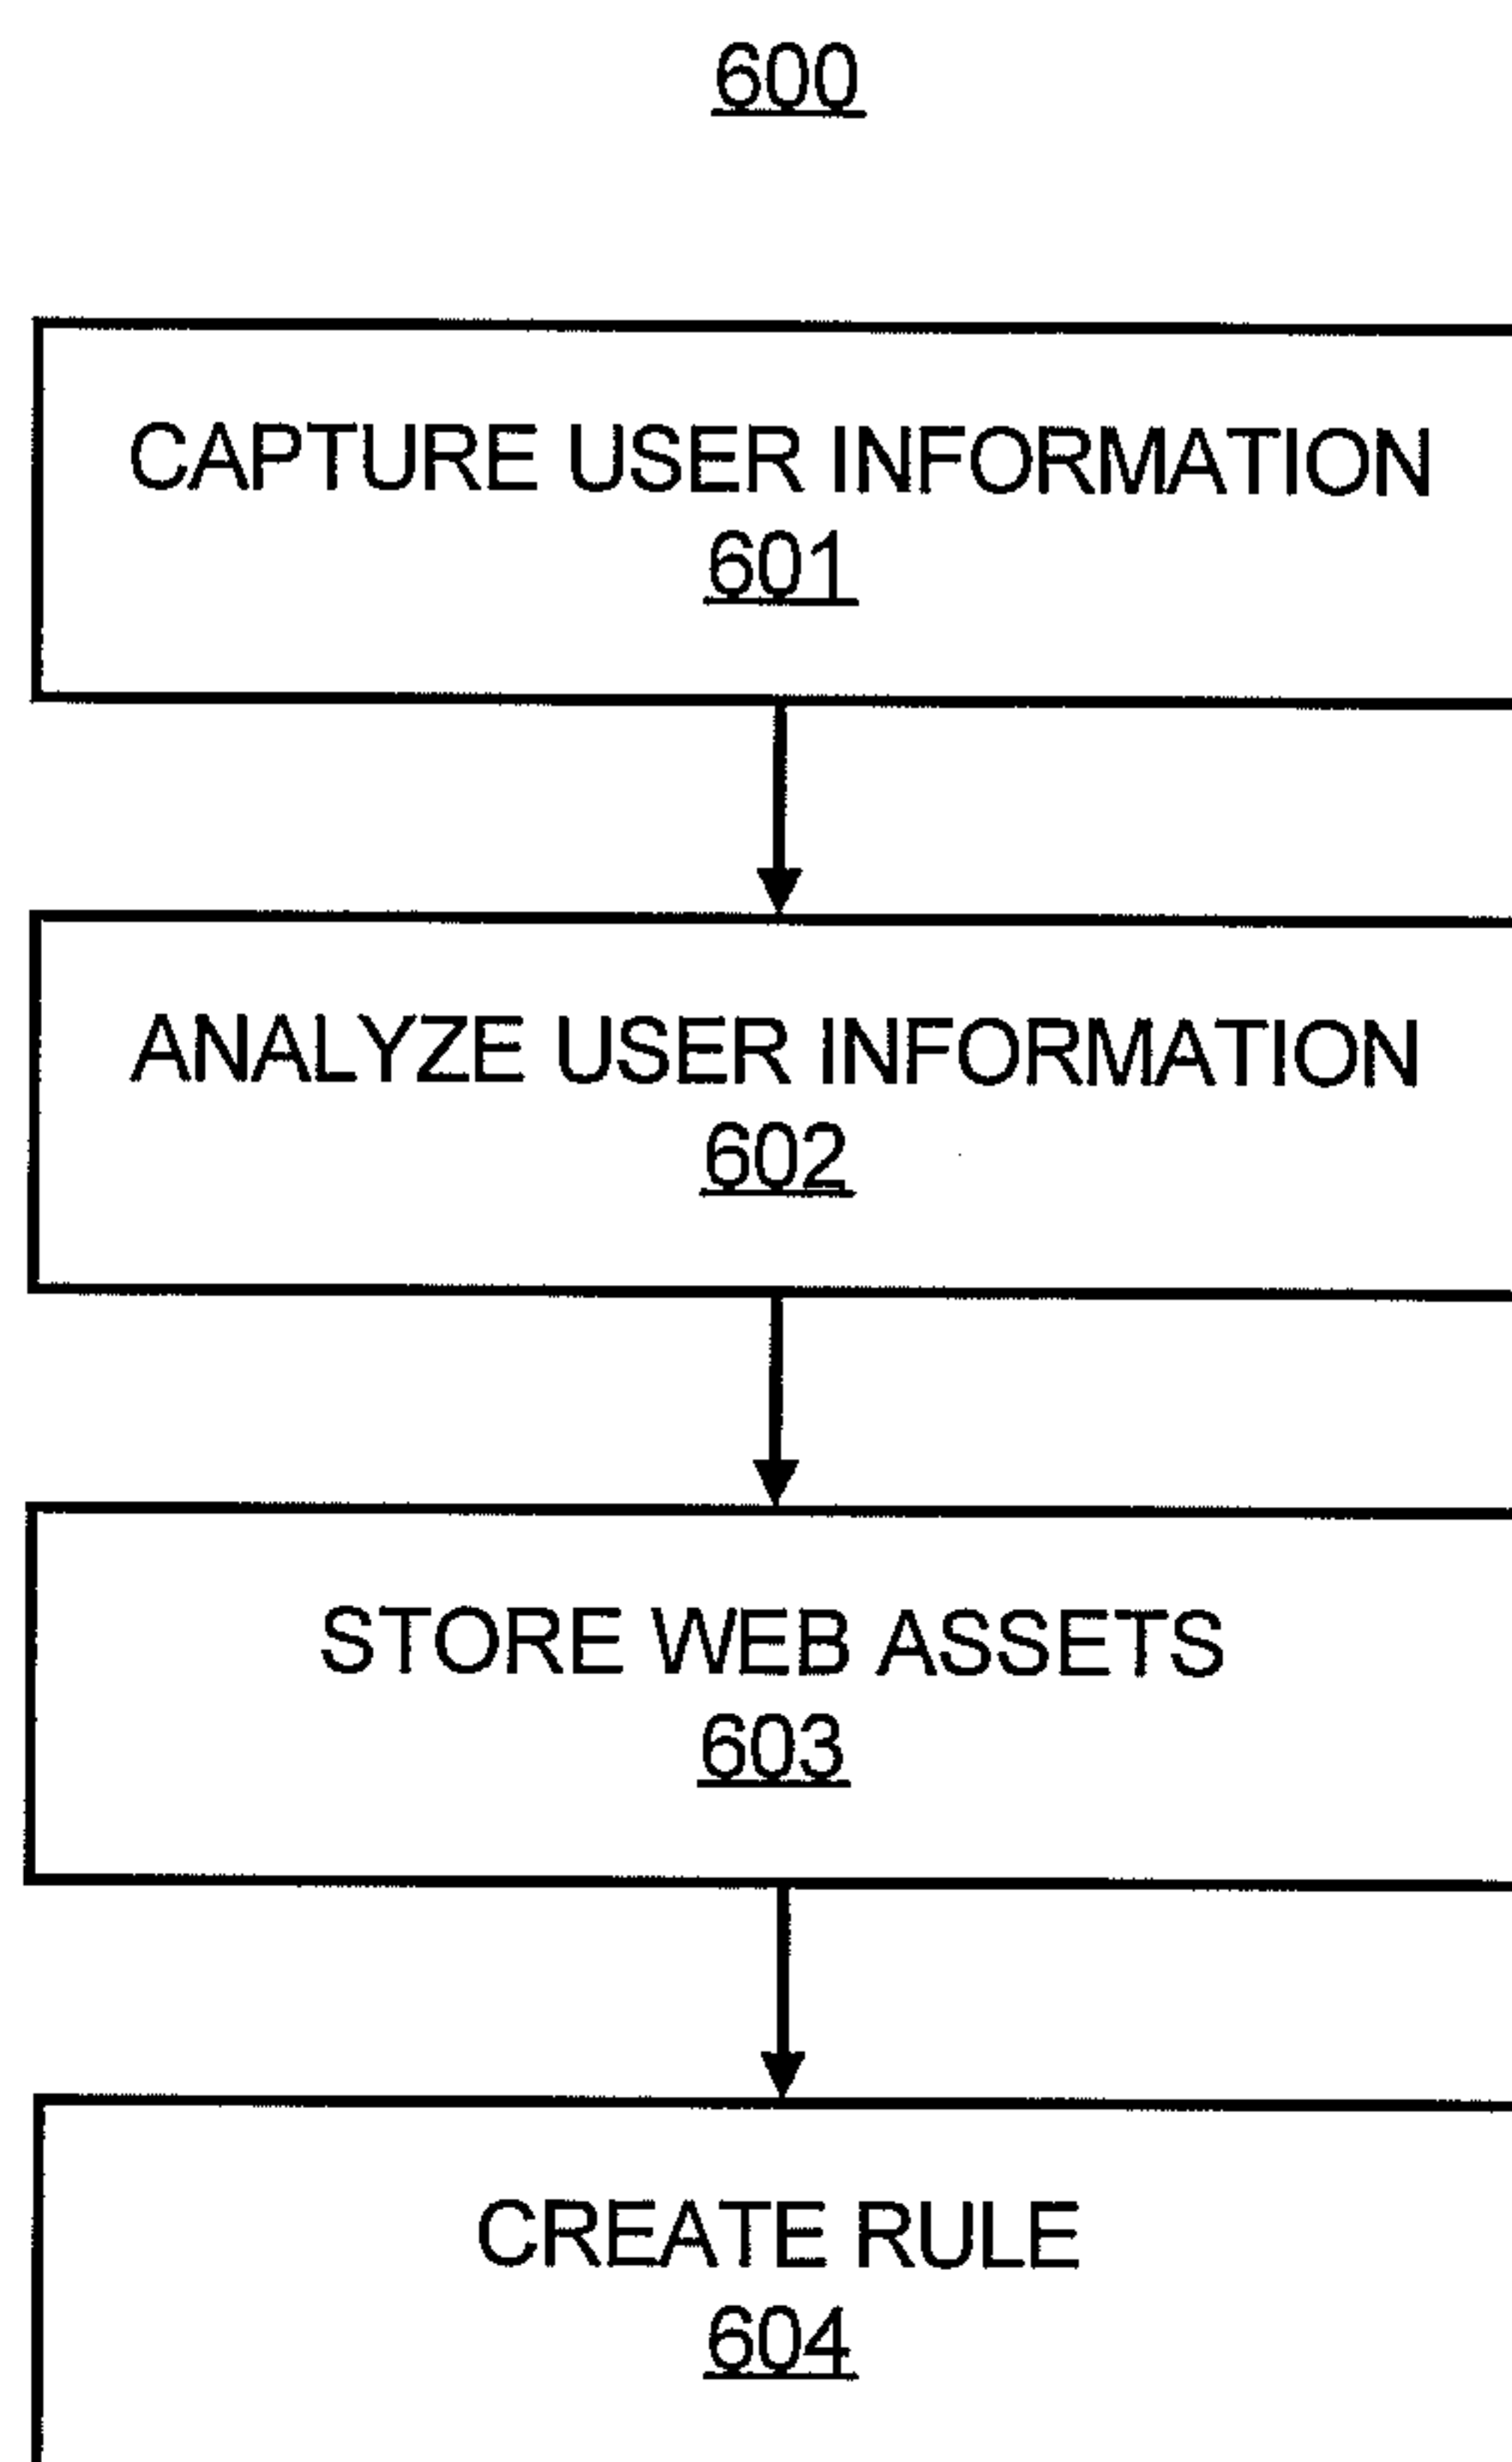 600
CAPTURE USER INFORMATION
601
ANALYZE USER INFORMATION
602
STORE WEB ASSETS
603
CREATE RULE
604